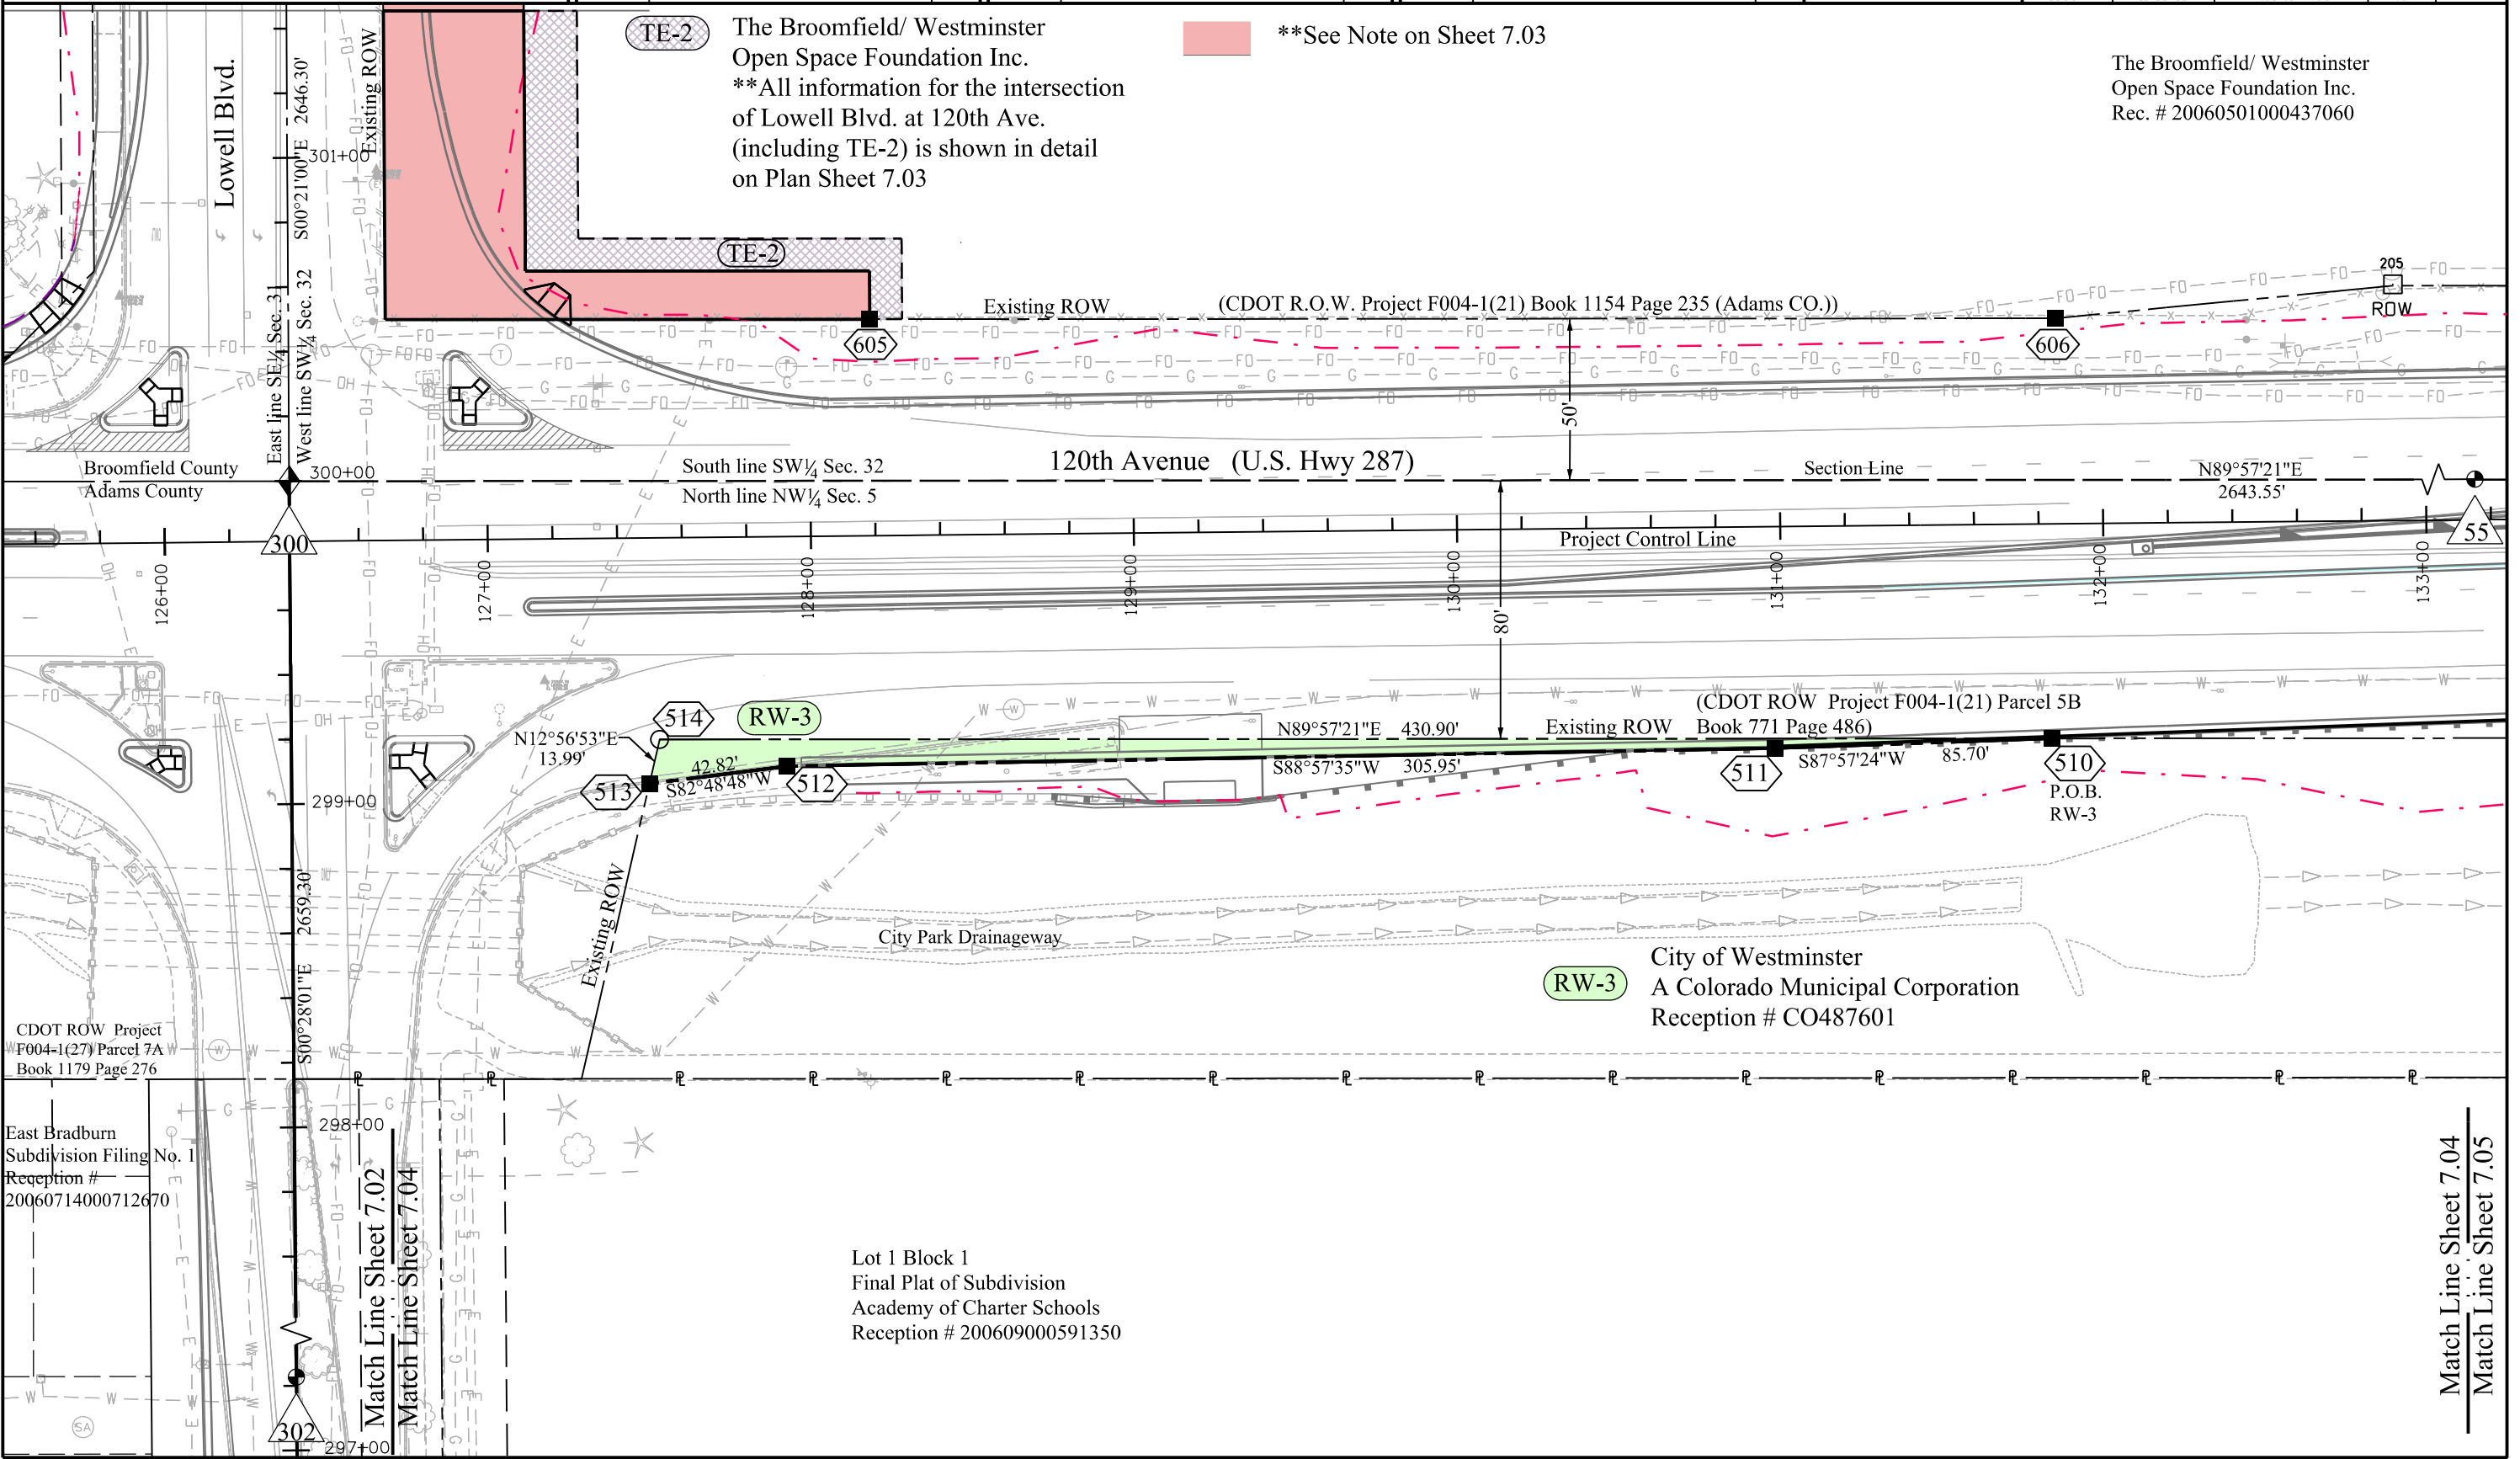 TE-2
The Broomfield/ Westminster
Open Space Foundation Inc.
**All information for the intersection
of Lowell Blvd. at 120th Ave.
(including TE-2) is shown in detail
on Plan Sheet 7.03
**See Note on Sheet 7.03
The Broomfield/ Westminster
Open Space Foundation Inc.
Rec. # 20060501000437060
Lowell Blvd.
S00°21'00"E 2646.30'
Existing ROW
301+00
East line SE¼ Sec. 31
West line SW¼ Sec. 32
TE-2
605
Existing ROW
(CDOT R.O.W. Project F004-1(21) Book 1154 Page 235 (Adams CO.))
606
205
ROW
50'
Broomfield County
Adams County
300+00
South line SW¼ Sec. 32
North line NW¼ Sec. 5
120th Avenue (U.S. Hwy 287)
Section Line
N89°57'21"E
2643.55'
300
55
Project Control Line
126+00
127+00
128+00
129+00
130+00
131+00
132+00
133+00
80'
514
RW-3
N12°56'53"E
13.99'
N89°57'21"E 430.90'
Existing ROW
(CDOT ROW Project F004-1(21) Parcel 5B
Book 771 Page 486)
42.82'
S82°48'48"W
513
512
S88°57'35"W 305.95'
511
S87°57'24"W 85.70'
510
P.O.B.
RW-3
299+00
Existing ROW
S00°28'01"E 2659.30'
City Park Drainageway
RW-3
City of Westminster
A Colorado Municipal Corporation
Reception # CO487601
CDOT ROW Project
F004-1(27) Parcel 7A
Book 1179 Page 276
East Bradburn
Subdivision Filing No. 1
Reception #
20060714000712670
298+00
Match Line Sheet 7.02
Match Line Sheet 7.04
Lot 1 Block 1
Final Plat of Subdivision
Academy of Charter Schools
Reception # 200609000591350
Match Line Sheet 7.04
Match Line Sheet 7.05
302
297+00
SA